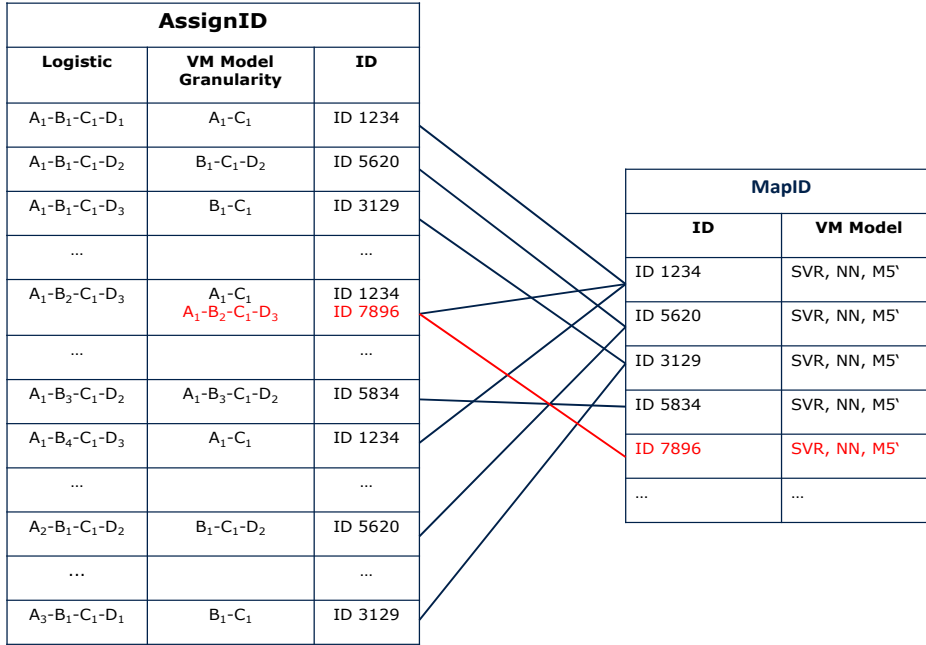 AssignID
Logistic VM Model Granularity ID
A₁-B₁-C₁-D₁ A₁-C₁ ID 1234
A₁-B₁-C₁-D₂ B₁-C₁-D₂ ID 5620
A₁-B₁-C₁-D₃ B₁-C₁ ID 3129
... ...
A₁-B₂-C₁-D₃ A₁-C₁ ID 1234
A₁-B₂-C₁-D₃ ID 7896
... ...
A₁-B₃-C₁-D₂ A₁-B₃-C₁-D₂ ID 5834
A₁-B₄-C₁-D₃ A₁-C₁ ID 1234
... ...
A₂-B₁-C₁-D₂ B₁-C₁-D₂ ID 5620
... ...
A₃-B₁-C₁-D₁ B₁-C₁ ID 3129
MapID
ID VM Model
ID 1234 SVR, NN, M5‘
ID 5620 SVR, NN, M5‘
ID 3129 SVR, NN, M5‘
ID 5834 SVR, NN, M5‘
ID 7896 SVR, NN, M5‘
... ...